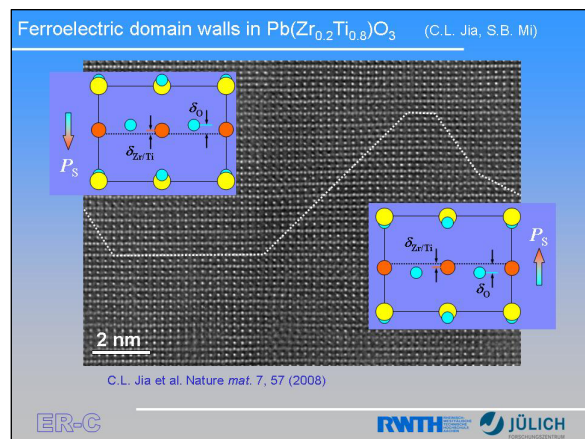 Ferroelectric domain walls in Pb(Zr₀.₂Ti₀.₈)O₃ (C.L. Jia, S.B. Mi)
δO
δZr/Ti
PS
δZr/Ti
PS
δO
2 nm
C.L. Jia et al. Nature mat. 7, 57 (2008)
ER-C
RWTH
JÜLICH
FORSCHUNGSZENTRUM